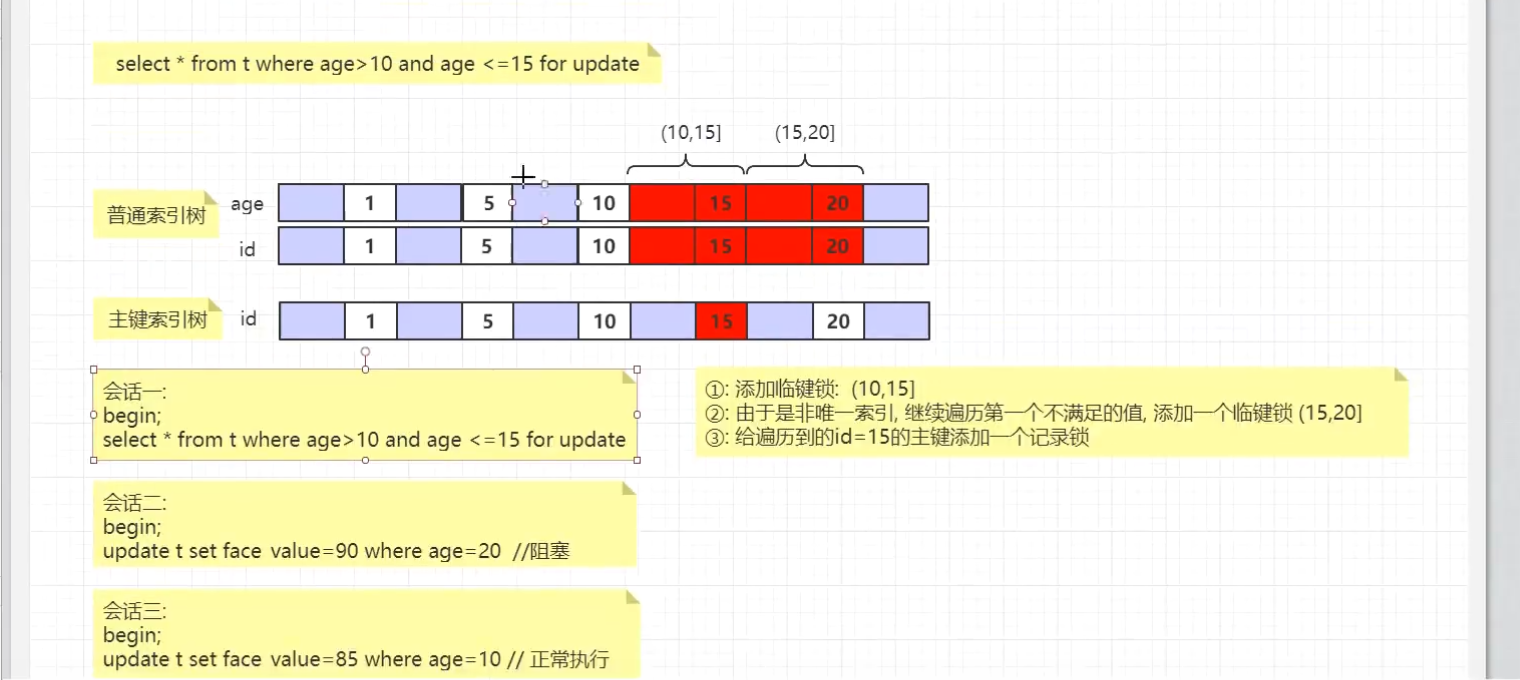 select * from t where age>10 and age <=15 for update
(10,15] (15,20]
普通索引树
age 1 5 10 15 20
id 1 5 10 15 20
主键索引树
id 1 5 10 15 20
会话一:
begin;
select * from t where age>10 and age <=15 for update
①: 添加临键锁: (10,15]
②: 由于是非唯一索引, 继续遍历第一个不满足的值, 添加一个临键锁 (15,20]
③: 给遍历到的id=15的主键添加一个记录锁
会话二:
begin;
update t set face_value=90 where age=20 //阻塞
会话三:
begin;
update t set face_value=85 where age=10 // 正常执行